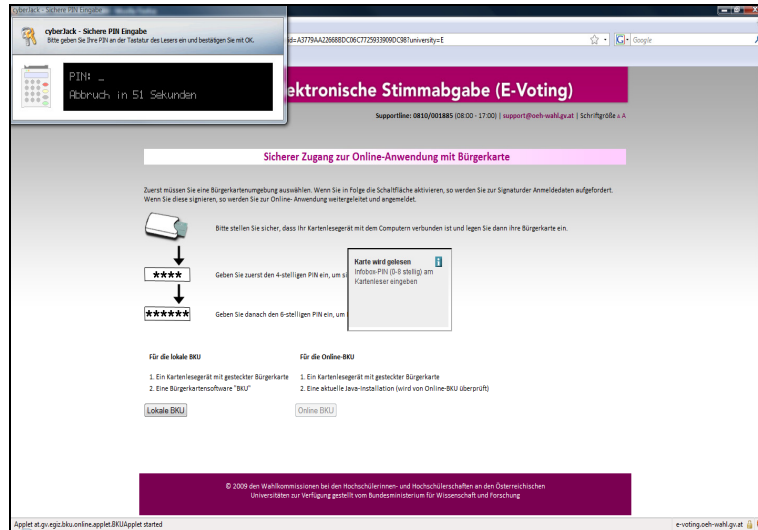 cyberJack - Sichere PIN Eingabe
cyberJack - Sichere PIN Eingabe
Bitte geben Sie Ihre PIN an der Tastatur des Lesers ein und bestätigen Sie mit OK.
PIN: _
Abbruch in 51 Sekunden
id=A3779AA22668BDC06C7725933909DC98?university=E
Google
ektronische Stimmabgabe (E-Voting)
Supportline: 0810/001885 (08:00 - 17:00) | support@oeh-wahl.gv.at | Schriftgröße A A
Sicherer Zugang zur Online-Anwendung mit Bürgerkarte
Zuerst müssen Sie eine Bürgerkartenumgebung auswählen. Wenn Sie in Folge die Schaltfläche aktivieren, so werden Sie zur Signaturder Anmeldedaten aufgefordert.
Wenn Sie diese signieren, so werden Sie zur Online- Anwendung weitergeleitet und angemeldet.
Bitte stellen Sie sicher, dass Ihr Kartenlesegerät mit dem Computern verbunden ist und legen Sie dann ihre Bürgerkarte ein.
****
Geben Sie zuerst den 4-stelligen PIN ein, um si
Karte wird gelesen
Infobox-PIN (0-8 stellig) am
Kartenleser eingeben
******
Geben Sie danach den 6-stelligen PIN ein, um
Für die lokale BKU
1. Ein Kartenlesegerät mit gesteckter Bürgerkarte
2. Eine Bürgerkartensoftware "BKU"
Lokale BKU
Für die Online-BKU
1. Ein Kartenlesegerät mit gesteckter Bürgerkarte
2. Eine aktuelle Java-Installation (wird von Online-BKU überprüft)
Online BKU
© 2009 den Wahlkommissionen bei den Hochschülerinnen- und Hochschülerschaften an den Österreichischen
Universitäten zur Verfügung gestellt vom Bundesministerium für Wissenschaft und Forschung
Applet at.gv.egiz.bku.online.applet.BKUApplet started
e-voting.oeh-wahl.gv.at